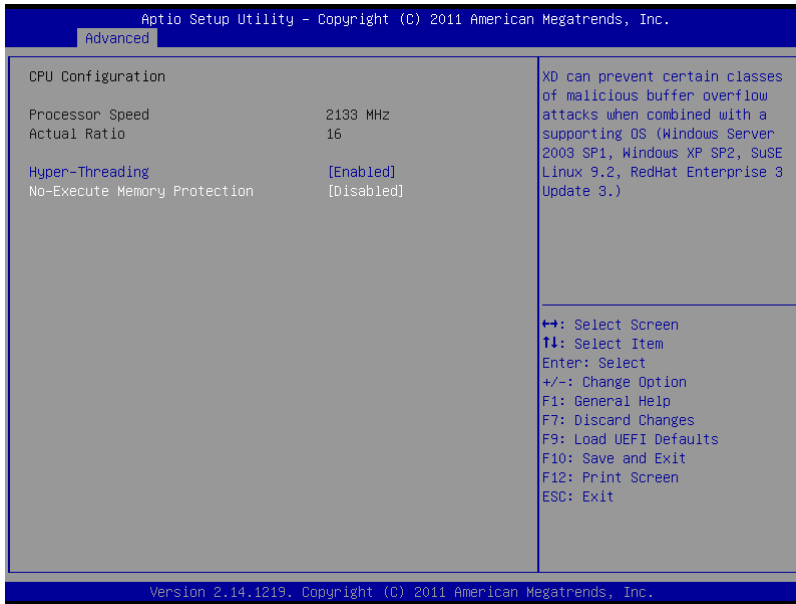 Aptio Setup Utility – Copyright (C) 2011 American Megatrends, Inc.
Advanced
CPU Configuration
Processor Speed 2133 MHz
Actual Ratio 16
Hyper-Threading [Enabled]
No-Execute Memory Protection [Disabled]
XD can prevent certain classes
of malicious buffer overflow
attacks when combined with a
supporting OS (Windows Server
2003 SP1, Windows XP SP2, SuSE
Linux 9.2, RedHat Enterprise 3
Update 3.)
↔: Select Screen
↑↓: Select Item
Enter: Select
+/-: Change Option
F1: General Help
F7: Discard Changes
F9: Load UEFI Defaults
F10: Save and Exit
F12: Print Screen
ESC: Exit
Version 2.14.1219. Copyright (C) 2011 American Megatrends, Inc.